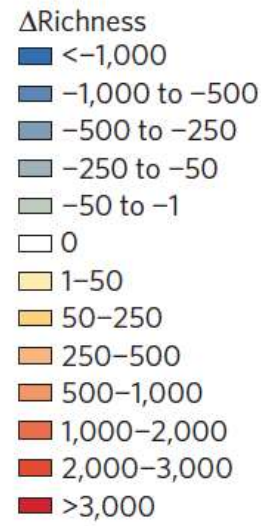 ΔRichness
<–1,000
–1,000 to –500
–500 to –250
–250 to –50
–50 to –1
0
1–50
50–250
250–500
500–1,000
1,000–2,000
2,000–3,000
>3,000